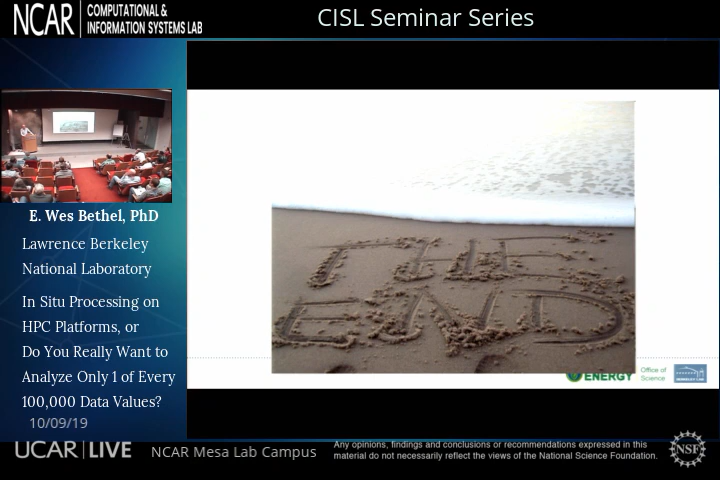 NCAR
COMPUTATIONAL &
INFORMATION SYSTEMS LAB
CISL Seminar Series
E. Wes Bethel, PhD
Lawrence Berkeley
National Laboratory
In Situ Processing on
HPC Platforms, or
Do You Really Want to
Analyze Only 1 of Every
100,000 Data Values?
10/09/19
THE
END
ENERGY
Office of
Science
UCAR LIVE
NCAR Mesa Lab Campus
Any opinions, findings and conclusions or recommendations expressed in this
material do not necessarily reflect the views of the National Science Foundation.
NSF